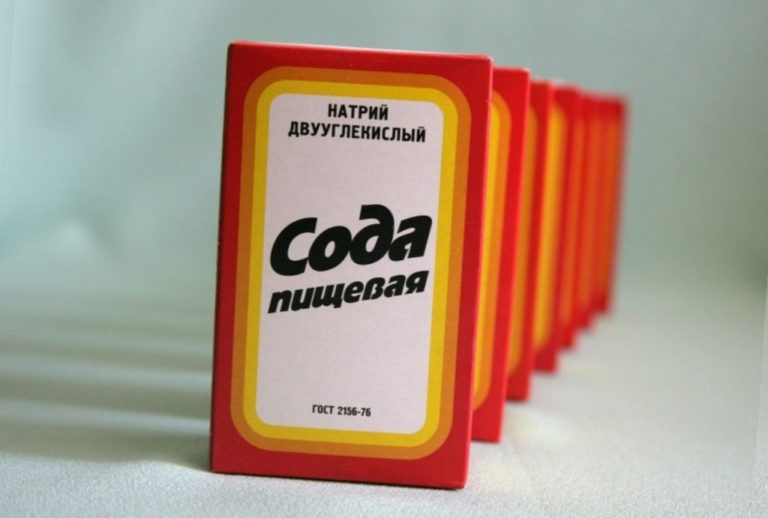 НАТРИЙ
ДВУУГЛЕКИСЛЫЙ
Сода
пищевая
ГОСТ 2156-76